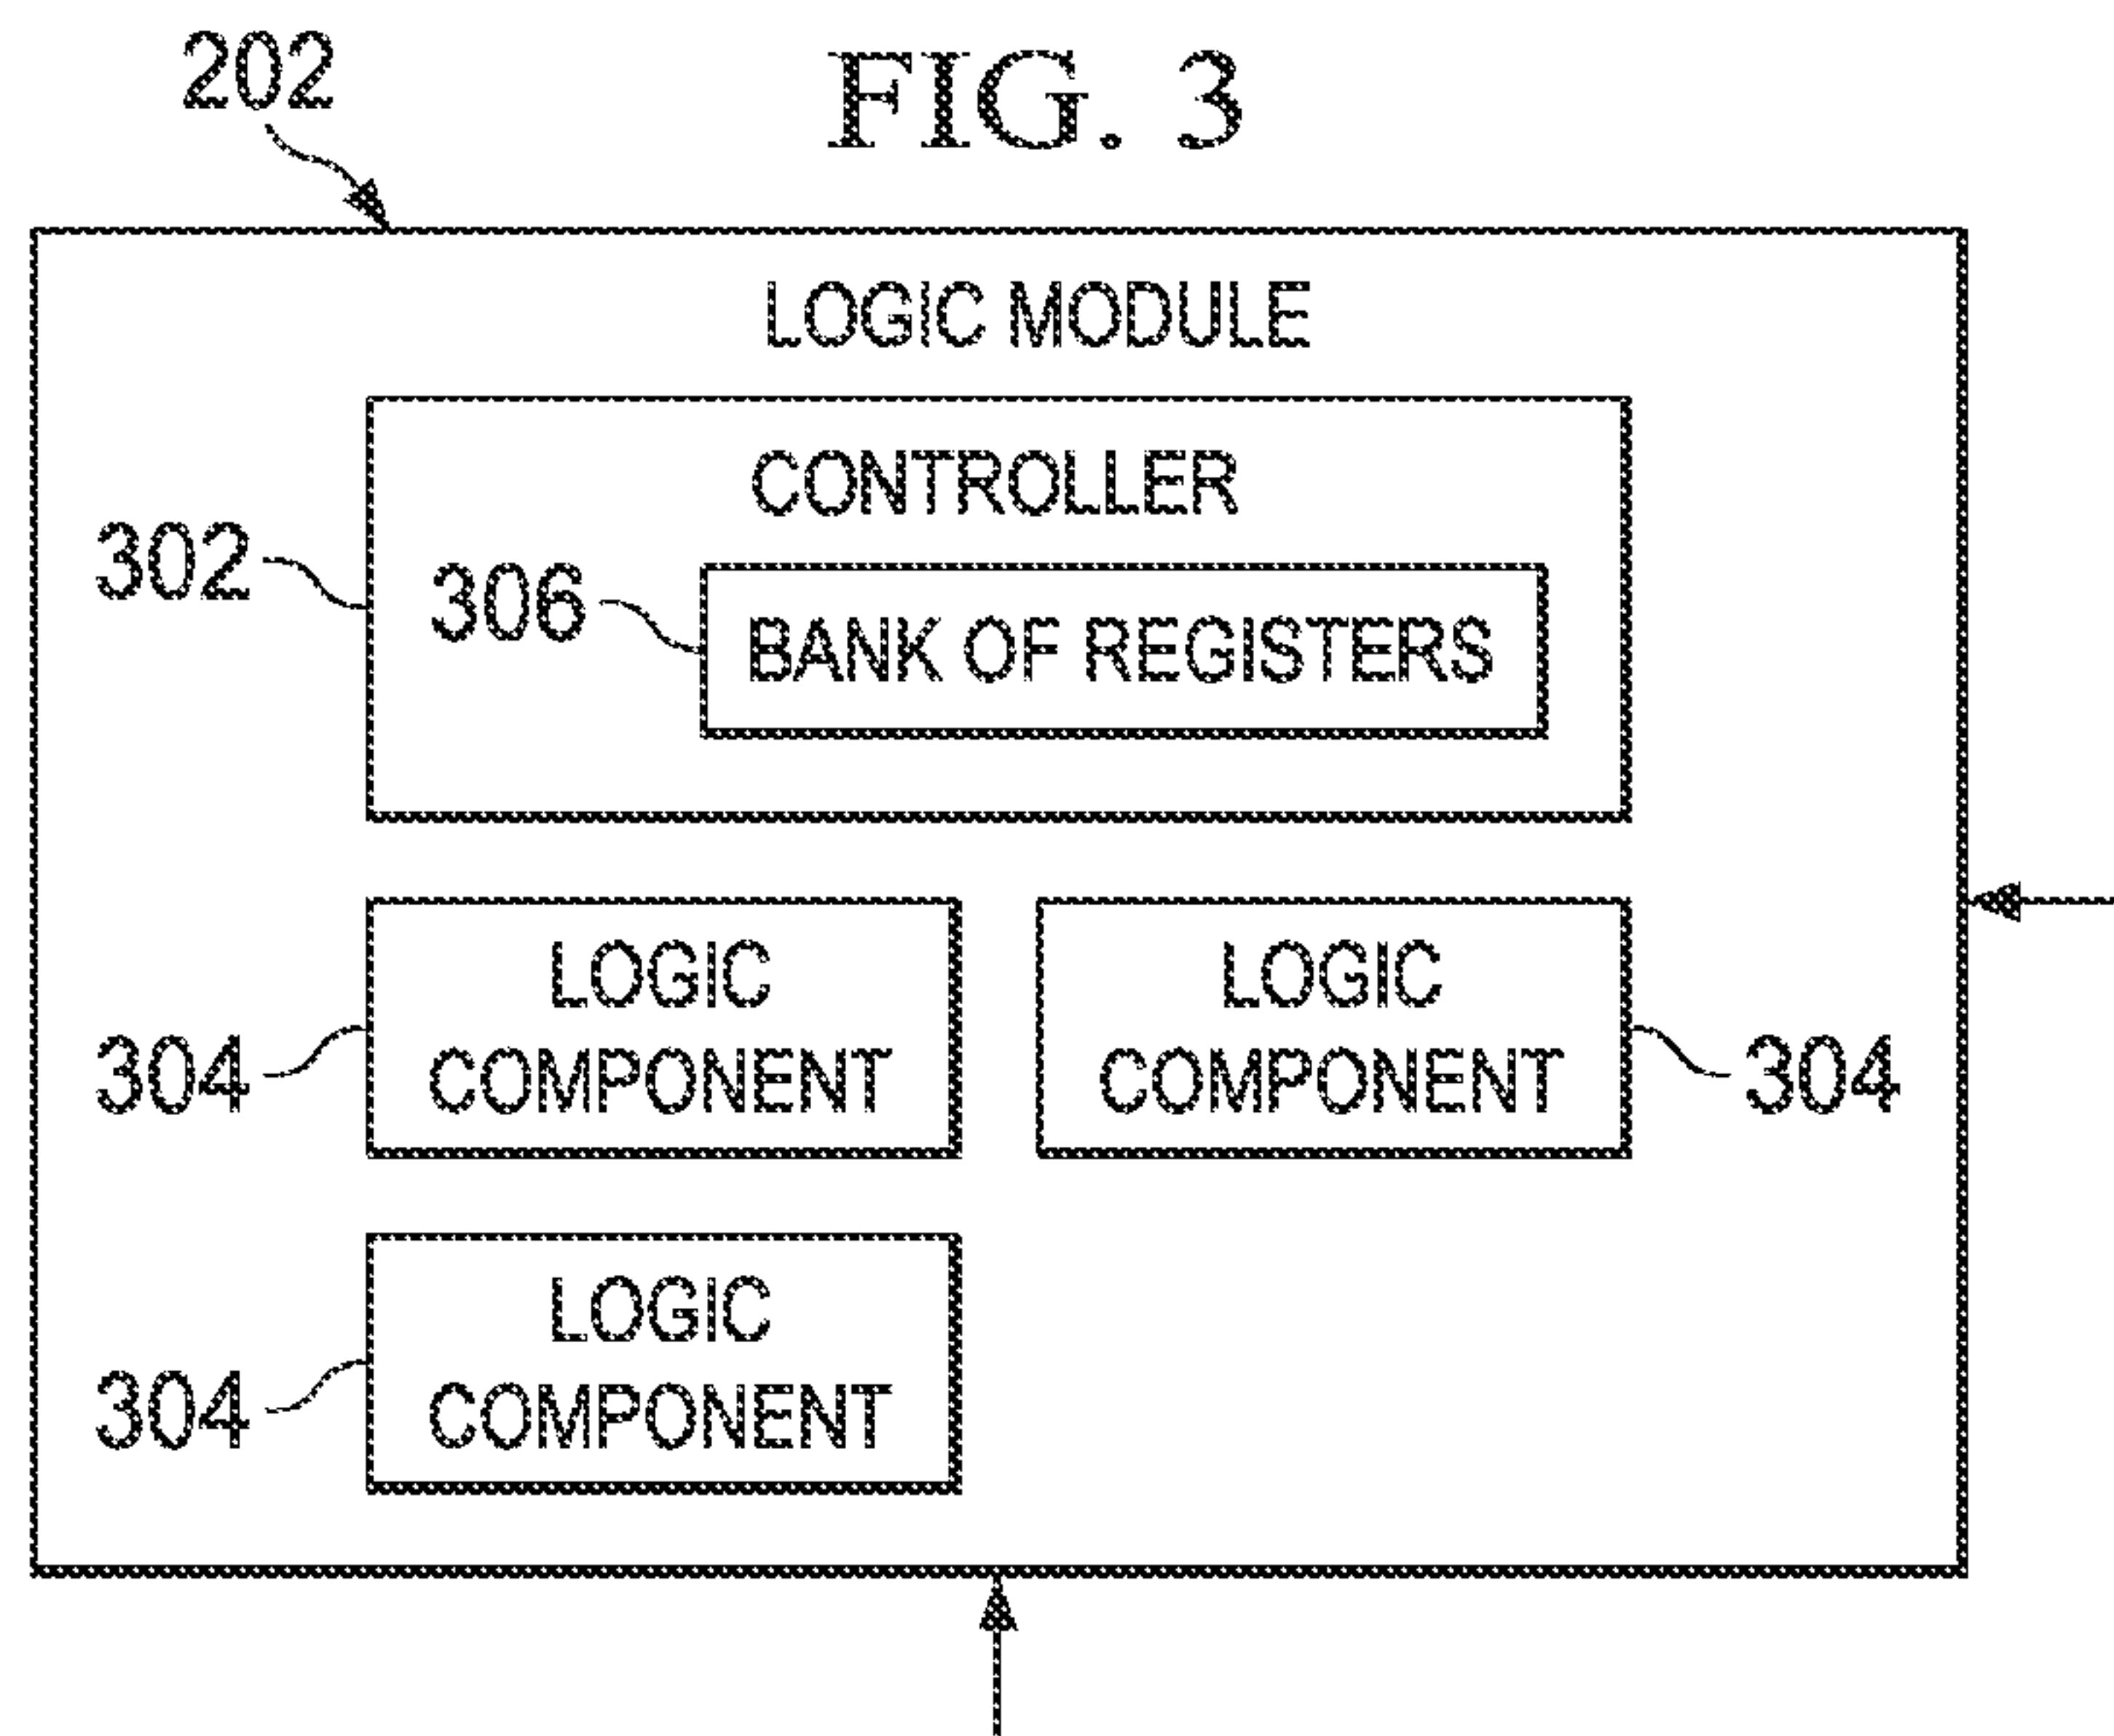 202
FIG. 3
LOGIC MODULE
CONTROLLER
302
306
BANK OF REGISTERS
LOGIC
COMPONENT
304
LOGIC
COMPONENT
304
LOGIC
COMPONENT
304